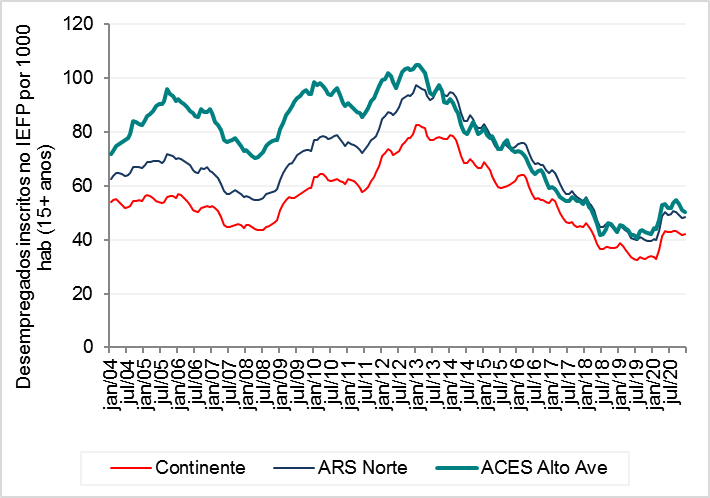 Desempregados inscritos no IEFP por 1000
hab (15+ anos)
120
100
80
60
40
20
0
jan/04
jul/04
jan/05
jul/05
jan/06
jul/06
jan/07
jul/07
jan/08
jul/08
jan/09
jul/09
jan/10
jul/10
jan/11
jul/11
jan/12
jul/12
jan/13
jul/13
jan/14
jul/14
jan/15
jul/15
jan/16
jul/16
jan/17
jul/17
jan/18
jul/18
jan/19
jul/19
jan/20
jul/20
Continente
ARS Norte
ACES Alto Ave